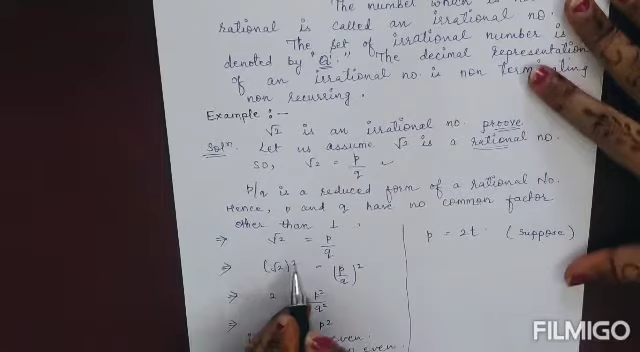 The number which is
rational is called an irrational no.
The set of irrational number is
denoted by "Q'." The decimal representation
of an irrational no. is non terminating
non recurring.
Example :-
√2 is an irrational no. proove
Solⁿ. Let us assume √2 is a rational no.
SO, √2 = p/q
p/q is a reduced form of a rational No.
Hence, p and q have no common factor
other than 1.
⇒ √2 = p/q
⇒ (√2)² = (p/q)²
⇒ 2 p²/q²
⇒ p²
even.
even.
p = 2t. (suppose)
FILMIGO